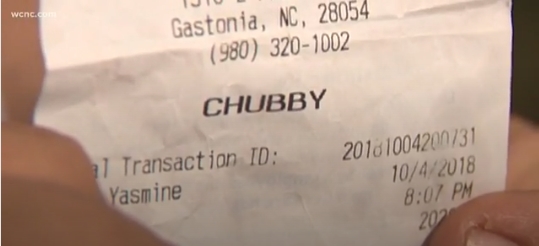 wcnc.com
Gastonia, NC, 28054
(980) 320-1002
CHUBBY
Transaction ID:
Yasmine
10/4/2018
8:07 PM